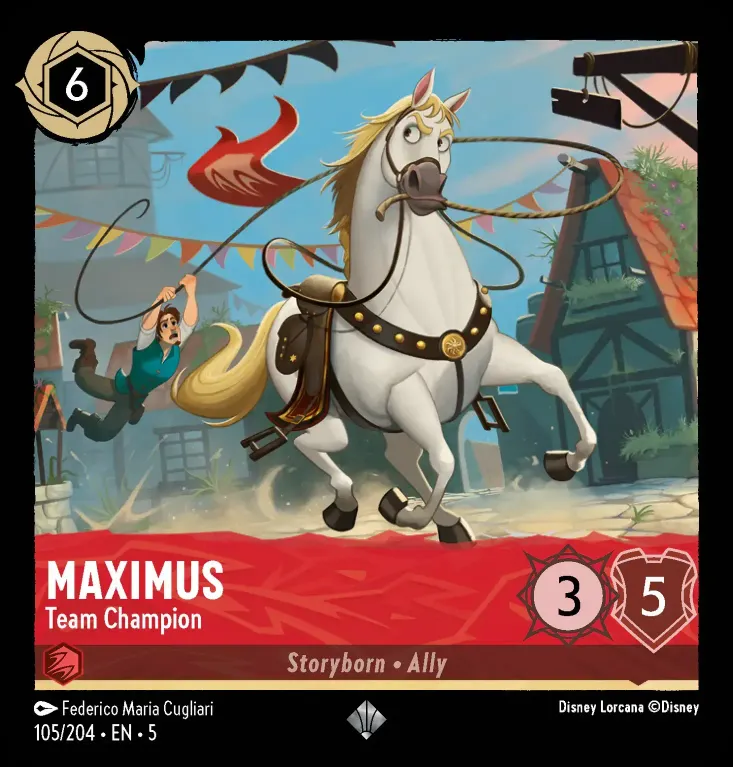 6
MAXIMUS
Team Champion
3
5
Storyborn • Ally
Federico Maria Cugliari
Disney Lorcana ©Disney
105/204 • EN • 5